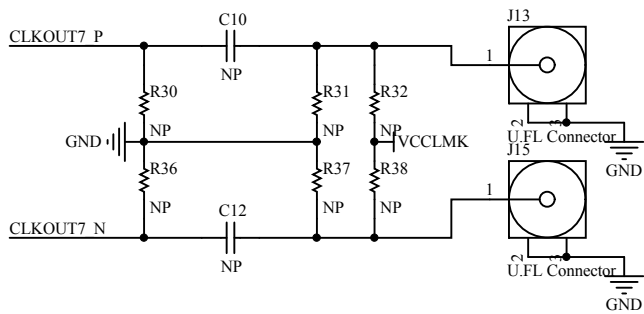 C10
J13
CLKOUT7_P
1
NP
R30
R31
R32
NP
NP
NP
2
3
GND
VCCLMK
U.FL Connector
R36
R37
R38
J15
GND
NP
NP
NP
1
C12
CLKOUT7_N
NP
2
3
U.FL Connector
GND